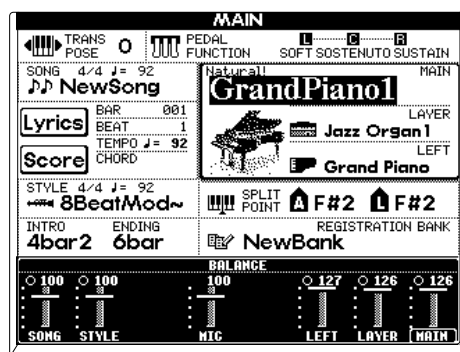 MAIN
TRANS
POSE 0
PEDAL
FUNCTION
L C R
SOFT SOSTENUTO SUSTAIN
SONG 4/4 ♩= 92
NewSong
Lyrics
Score
BAR 001
BEAT 1
TEMPO ♩= 92
CHORD
Natural! MAIN
GrandPiano1
LAYER
Jazz Organ1
LEFT
Grand Piano
STYLE 4/4 ♩= 92
8BeatMod~
SPLIT
POINT A F#2 L F#2
INTRO ENDING
4bar2 6bar
REGISTRATION BANK
NewBank
BALANCE
100 100 100 127 126 126
SONG STYLE MIC LEFT LAYER MAIN